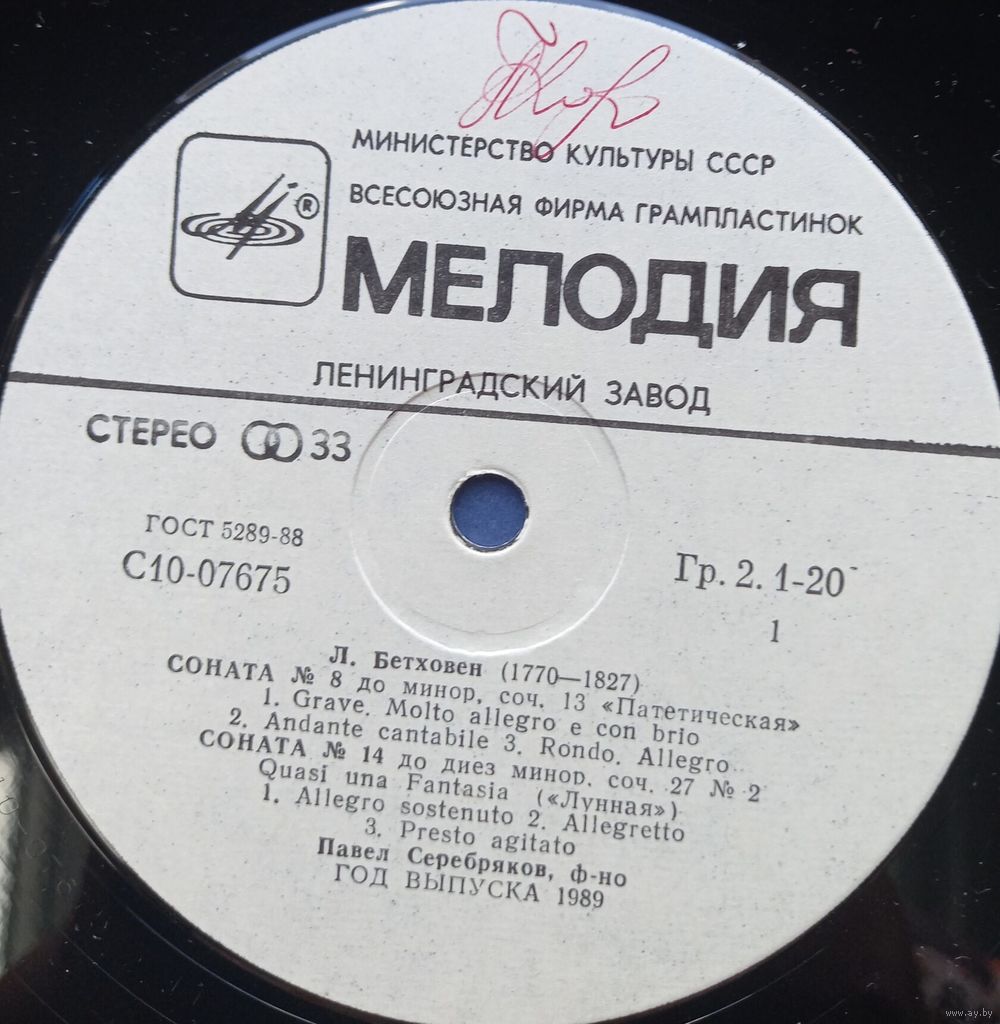 МИНИСТЕРСТВО КУЛЬТУРЫ СССР
ВСЕСОЮЗНАЯ ФИРМА ГРАМПЛАСТИНОК
®
МЕЛОДИЯ
ЛЕНИНГРАДСКИЙ ЗАВОД
СТЕРЕО 33
ГОСТ 5289-88
С10-07675
Гр. 2. 1-20
1
Л. Бетховен (1770—1827)
СОНАТА № 8 до минор, соч. 13 «Патетическая»
1. Grave. Molto allegro e con brio
2. Andante cantabile 3. Rondo. Allegro
СОНАТА № 14 до диез минор, соч. 27 № 2
Quasi una Fantasia («Лунная»)
1. Allegro sostenuto 2. Allegretto
3. Presto agitato
Павел Серебряков, ф-но
ГОД ВЫПУСКА 1989
www.ay.by